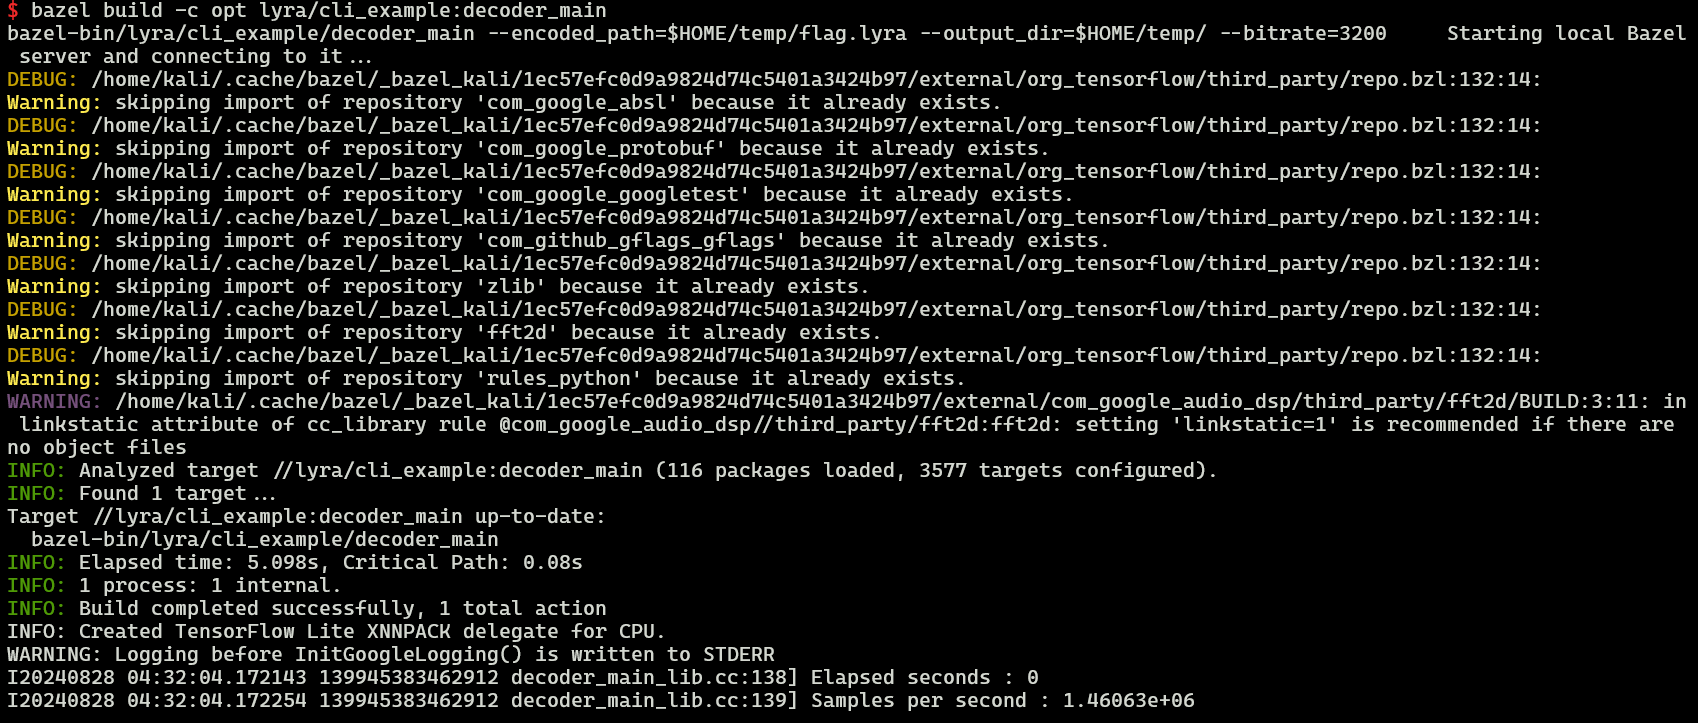 $ bazel build -c opt lyra/cli_example:decoder_main
bazel-bin/lyra/cli_example/decoder_main --encoded_path=$HOME/temp/flag.lyra --output_dir=$HOME/temp/ --bitrate=3200     Starting local Bazel
 server and connecting to it...
DEBUG: /home/kali/.cache/bazel/_bazel_kali/1ec57efc0d9a9824d74c5401a3424b97/external/org_tensorflow/third_party/repo.bzl:132:14:
Warning: skipping import of repository 'com_google_absl' because it already exists.
DEBUG: /home/kali/.cache/bazel/_bazel_kali/1ec57efc0d9a9824d74c5401a3424b97/external/org_tensorflow/third_party/repo.bzl:132:14:
Warning: skipping import of repository 'com_google_protobuf' because it already exists.
DEBUG: /home/kali/.cache/bazel/_bazel_kali/1ec57efc0d9a9824d74c5401a3424b97/external/org_tensorflow/third_party/repo.bzl:132:14:
Warning: skipping import of repository 'com_google_googletest' because it already exists.
DEBUG: /home/kali/.cache/bazel/_bazel_kali/1ec57efc0d9a9824d74c5401a3424b97/external/org_tensorflow/third_party/repo.bzl:132:14:
Warning: skipping import of repository 'com_github_gflags_gflags' because it already exists.
DEBUG: /home/kali/.cache/bazel/_bazel_kali/1ec57efc0d9a9824d74c5401a3424b97/external/org_tensorflow/third_party/repo.bzl:132:14:
Warning: skipping import of repository 'zlib' because it already exists.
DEBUG: /home/kali/.cache/bazel/_bazel_kali/1ec57efc0d9a9824d74c5401a3424b97/external/org_tensorflow/third_party/repo.bzl:132:14:
Warning: skipping import of repository 'fft2d' because it already exists.
DEBUG: /home/kali/.cache/bazel/_bazel_kali/1ec57efc0d9a9824d74c5401a3424b97/external/org_tensorflow/third_party/repo.bzl:132:14:
Warning: skipping import of repository 'rules_python' because it already exists.
WARNING: /home/kali/.cache/bazel/_bazel_kali/1ec57efc0d9a9824d74c5401a3424b97/external/com_google_audio_dsp/third_party/fft2d/BUILD:3:11: in
 linkstatic attribute of cc_library rule @com_google_audio_dsp//third_party/fft2d:fft2d: setting 'linkstatic=1' is recommended if there are
no object files
INFO: Analyzed target //lyra/cli_example:decoder_main (116 packages loaded, 3577 targets configured).
INFO: Found 1 target...
Target //lyra/cli_example:decoder_main up-to-date:
  bazel-bin/lyra/cli_example/decoder_main
INFO: Elapsed time: 5.098s, Critical Path: 0.08s
INFO: 1 process: 1 internal.
INFO: Build completed successfully, 1 total action
INFO: Created TensorFlow Lite XNNPACK delegate for CPU.
WARNING: Logging before InitGoogleLogging() is written to STDERR
I20240828 04:32:04.172143 139945383462912 decoder_main_lib.cc:138] Elapsed seconds : 0
I20240828 04:32:04.172254 139945383462912 decoder_main_lib.cc:139] Samples per second : 1.46063e+06